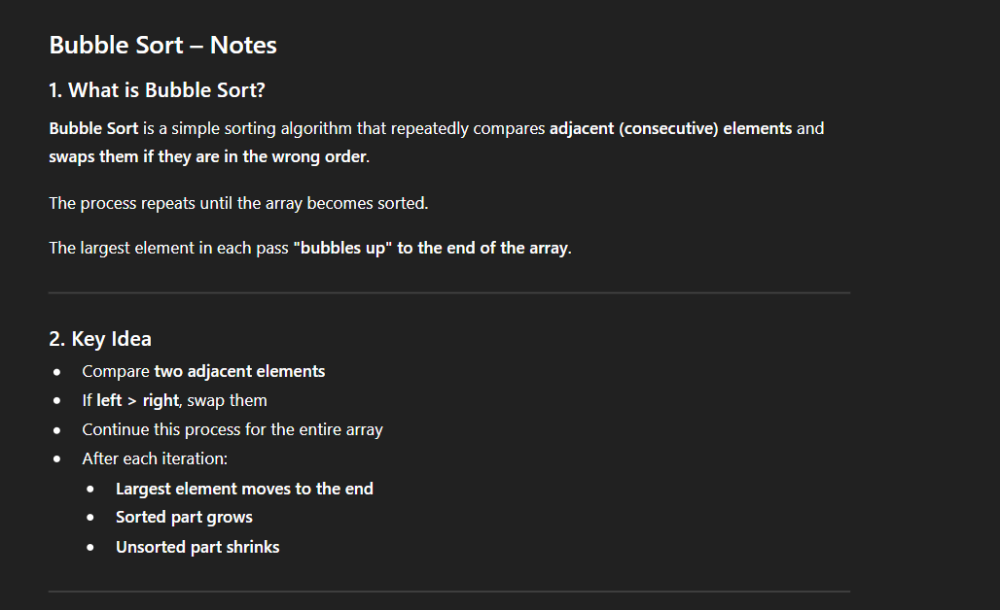 Bubble Sort – Notes
1. What is Bubble Sort?
Bubble Sort is a simple sorting algorithm that repeatedly compares adjacent (consecutive) elements and
swaps them if they are in the wrong order.
The process repeats until the array becomes sorted.
The largest element in each pass "bubbles up" to the end of the array.
2. Key Idea
• Compare two adjacent elements
• If left > right, swap them
• Continue this process for the entire array
• After each iteration:
• Largest element moves to the end
• Sorted part grows
• Unsorted part shrinks